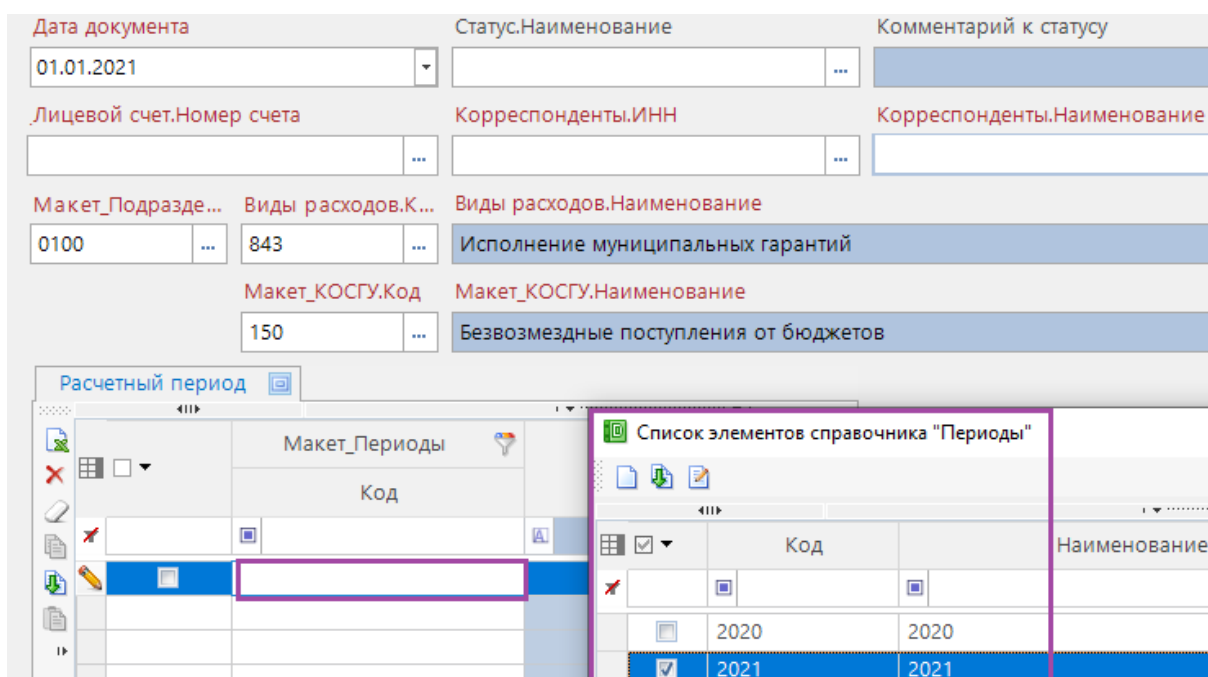 Дата документа Статус.Наименование Комментарий к статусу
01.01.2021 ... 
Лицевой счет.Номер счета Корреспонденты.ИНН Корреспонденты.Наименование
... ...
Макет_Подразде... Виды расходов.К... Виды расходов.Наименование
0100 ... 843 ... Исполнение муниципальных гарантий
Макет_КОСГУ.Код Макет_КОСГУ.Наименование
150 ... Безвозмездные поступления от бюджетов
Расчетный период
Список элементов справочника "Периоды"
Макет_Периоды
Код
Код Наименование
2020 2020
2021 2021